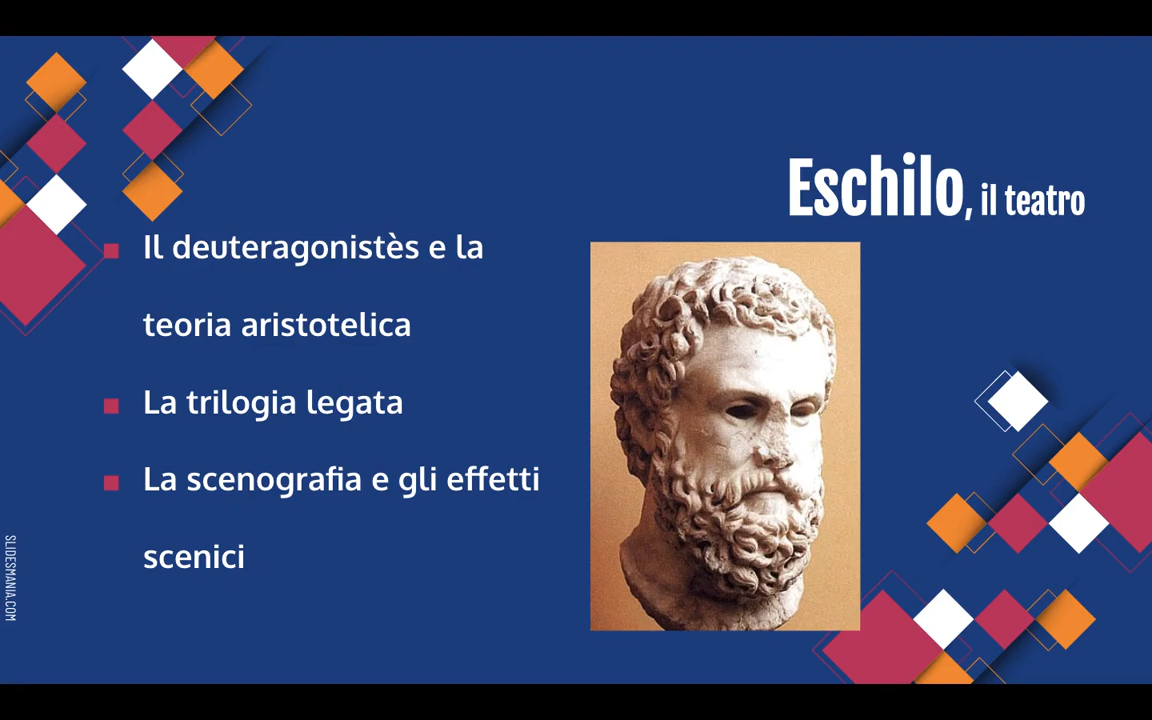 Eschilo, il teatro
Il deuteragonistès e la
teoria aristotelica
La trilogia legata
La scenografia e gli effetti
scenici
SLIDESMANIA.COM